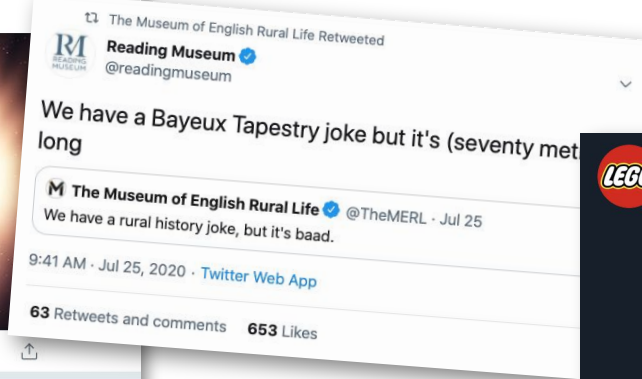 The Museum of English Rural Life Retweeted
RM
READING
MUSEUM
Reading Museum
@readingmuseum
We have a Bayeux Tapestry joke but it's (seventy
long
M The Museum of English Rural Life @TheMERL · Jul 25
We have a rural history joke, but it's baad.
9:41 AM · Jul 25, 2020 · Twitter Web App
63 Retweets and comments 653 Likes
LEGO